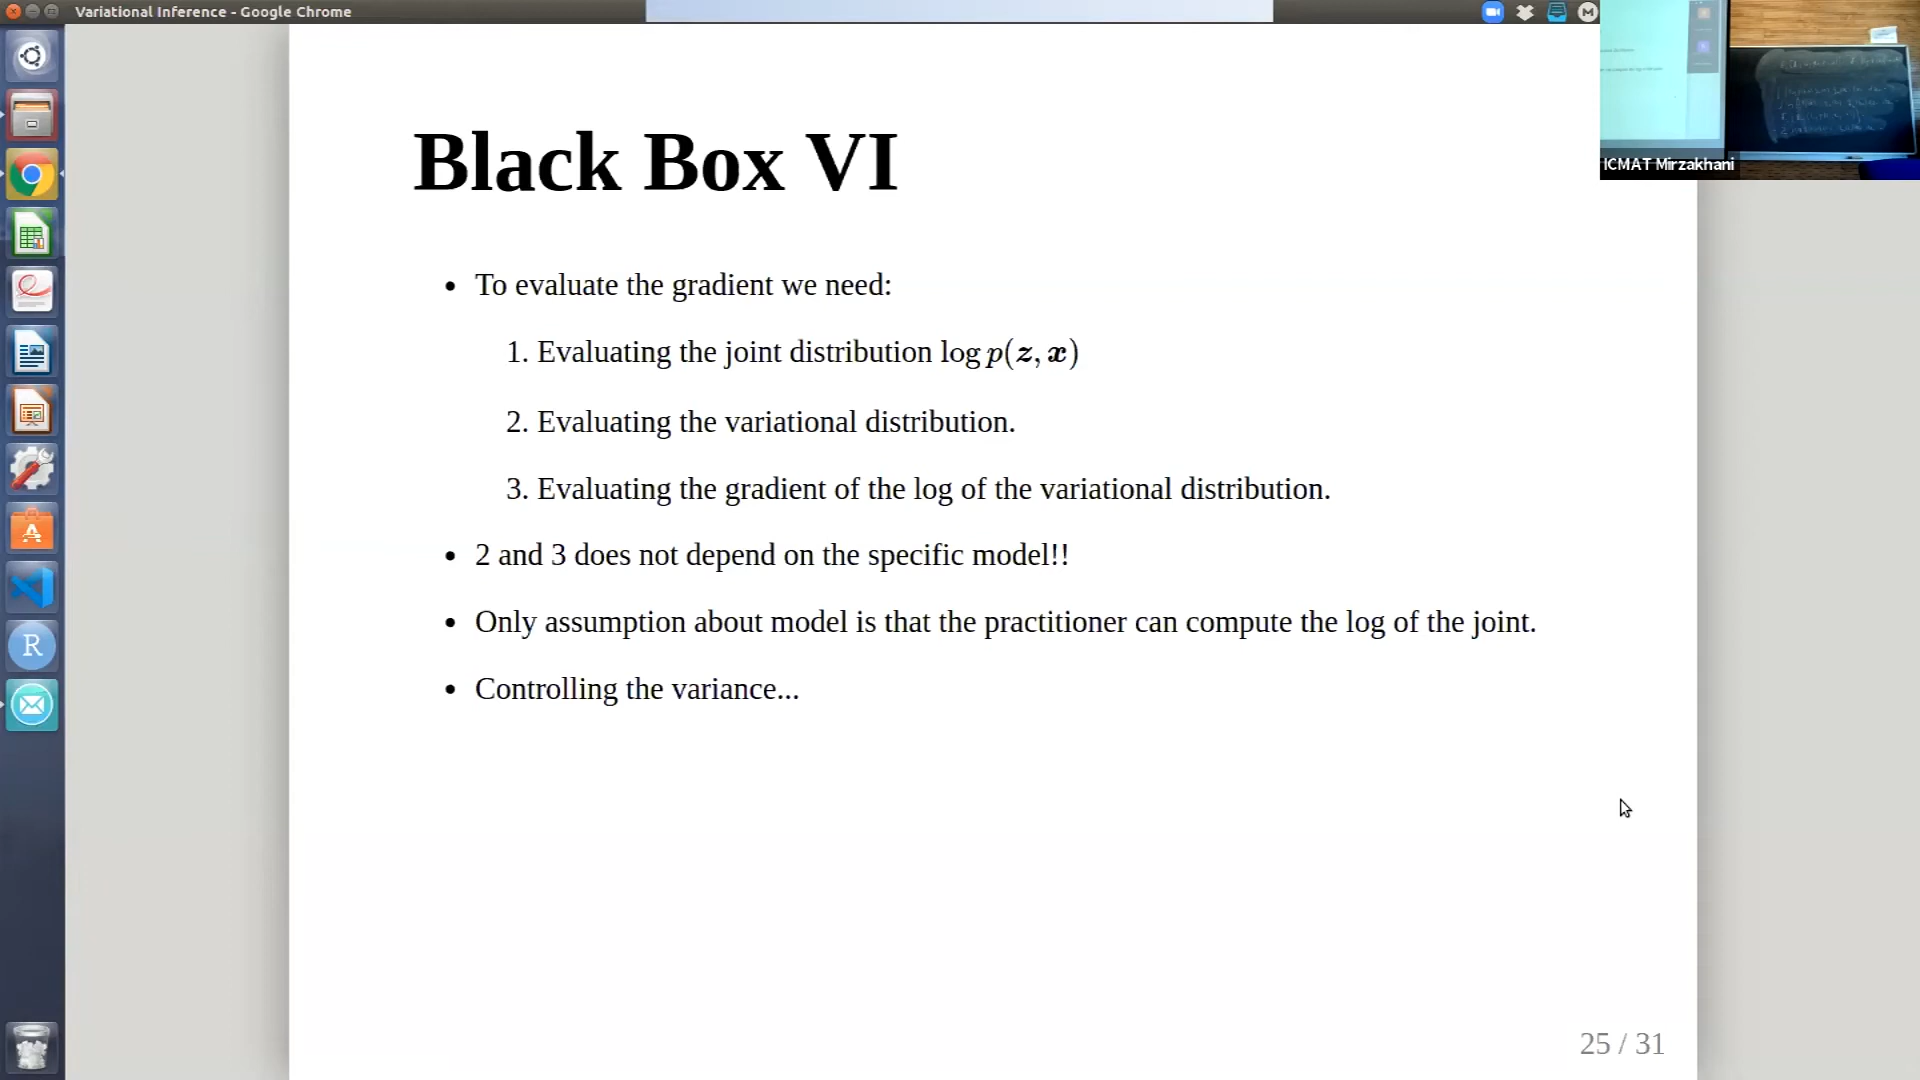 Variational Inference - Google Chrome
ICMAT Mirzakhani
Black Box VI
• To evaluate the gradient we need:
1. Evaluating the joint distribution log p(z, x)
2. Evaluating the variational distribution.
3. Evaluating the gradient of the log of the variational distribution.
• 2 and 3 does not depend on the specific model!!
• Only assumption about model is that the practitioner can compute the log of the joint.
• Controlling the variance...
25 / 31